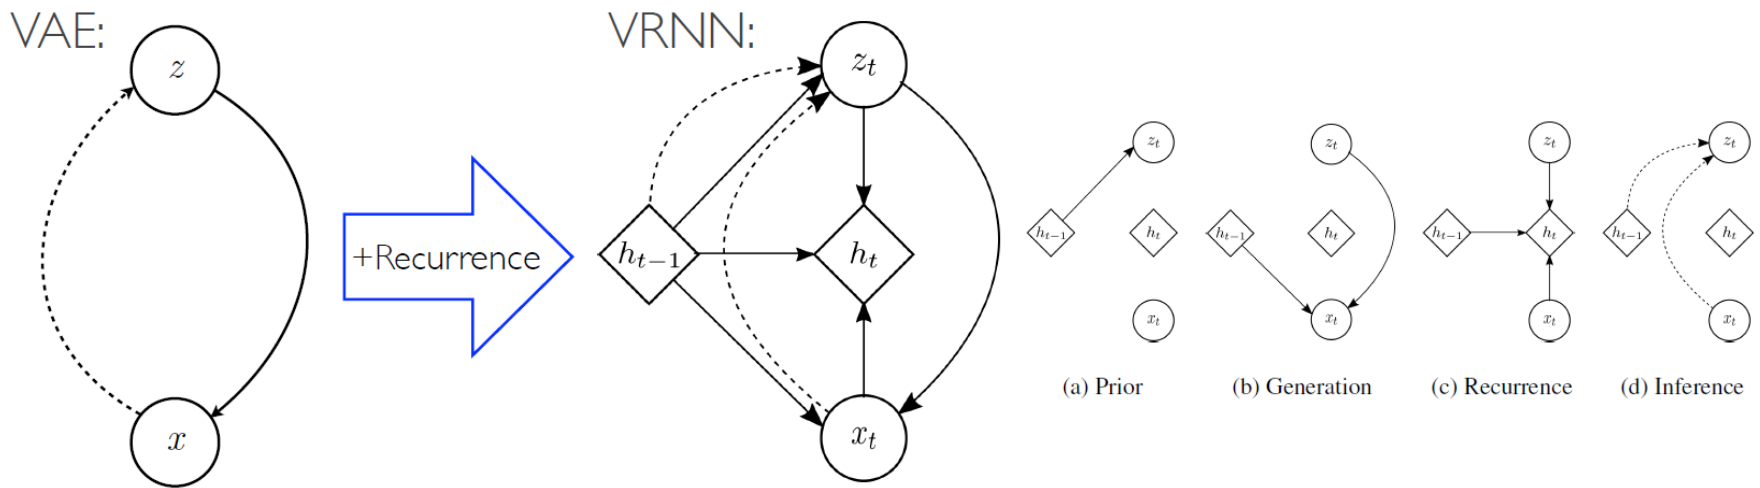 VAE:
z
x
+Recurrence
VRNN:
z_t
h_{t-1}
h_t
x_t
z_t
h_{t-1}
h_t
x_t
(a) Prior
z_t
h_{t-1}
h_t
x_t
(b) Generation
z_t
h_{t-1}
h_t
x_t
(c) Recurrence
z_t
h_{t-1}
h_t
x_t
(d) Inference